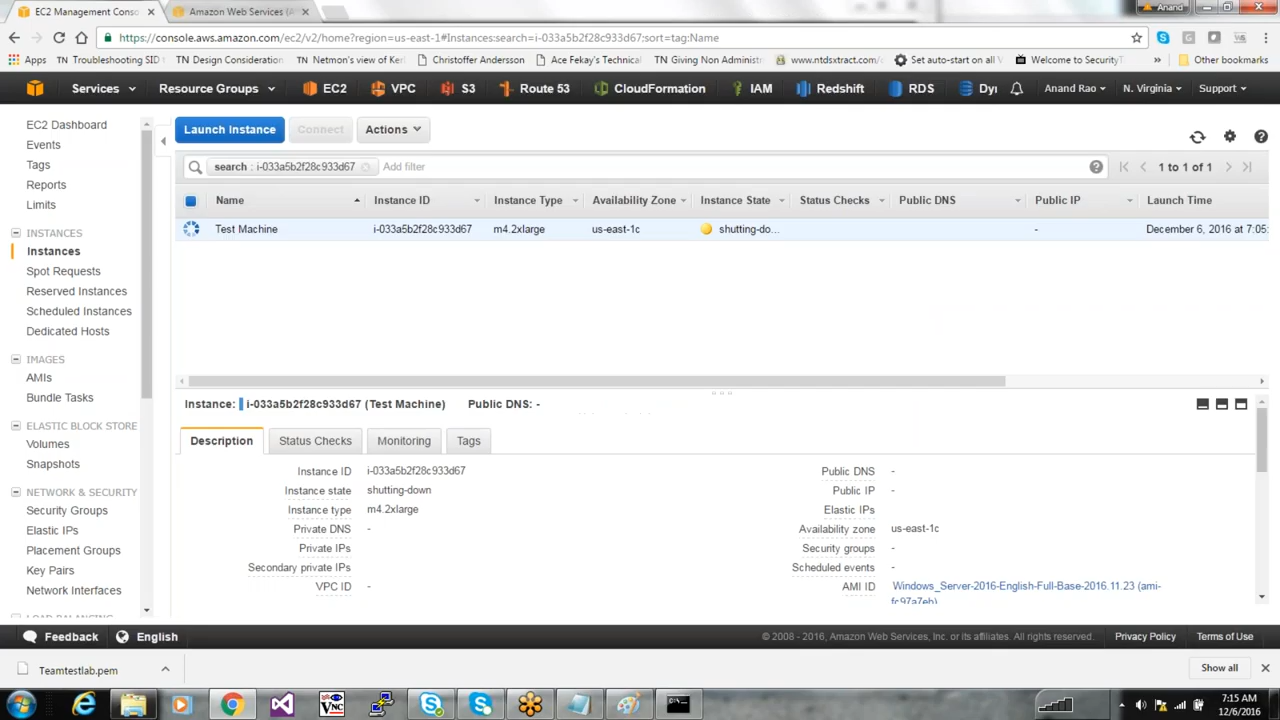 EC2 Management Conso
Amazon Web Services (A
Anand
https://console.aws.amazon.com/ec2/v2/home?region=us-east-1#Instances:search=i-033a5b2f28c933d67;sort=tag:Name
Apps TN Troubleshooting SID TN Design Consideration TN Netmon's view of Ker Christoffer Andersson Ace Fekay's Technical TN Giving Non Administ www.ntdsxtract.com/ Set auto-start on all V Welcome to SecurityT » Other bookmarks
Services Resource Groups EC2 VPC S3 Route 53 CloudFormation IAM Redshift RDS Dyn Anand Rao N. Virginia Support
EC2 Dashboard
Events
Tags
Reports
Limits
INSTANCES
Instances
Spot Requests
Reserved Instances
Scheduled Instances
Dedicated Hosts
IMAGES
AMIs
Bundle Tasks
ELASTIC BLOCK STORE
Volumes
Snapshots
NETWORK & SECURITY
Security Groups
Elastic IPs
Placement Groups
Key Pairs
Network Interfaces
LOAD BALANCING
Launch Instance Connect Actions
search : i-033a5b2f28c933d67 Add filter 1 to 1 of 1
Name Instance ID Instance Type Availability Zone Instance State Status Checks Public DNS Public IP Launch Time
Test Machine i-033a5b2f28c933d67 m4.2xlarge us-east-1c shutting-do... - December 6, 2016 at 7:05:
Instance: i-033a5b2f28c933d67 (Test Machine) Public DNS: -
Description Status Checks Monitoring Tags
Instance ID i-033a5b2f28c933d67 Public DNS -
Instance state shutting-down Public IP -
Instance type m4.2xlarge Elastic IPs
Private DNS - Availability zone us-east-1c
Private IPs Security groups -
Secondary private IPs Scheduled events -
VPC ID - AMI ID Windows_Server-2016-English-Full-Base-2016.11.23 (ami-
fc97a7eb)
Feedback English © 2008 - 2016, Amazon Web Services, Inc. or its affiliates. All rights reserved. Privacy Policy Terms of Use
Teamtestlab.pem Show all
7:15 AM
12/6/2016